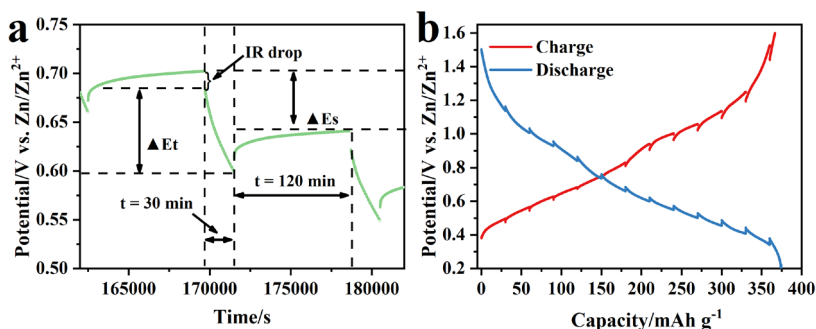 a
Potential/V vs. Zn/Zn²⁺
0.75
0.70
0.65
0.60
0.55
0.50
IR drop
△Et
△Es
t = 30 min
t = 120 min
165000 170000 175000 180000
Time/s
b
Potential/V vs. Zn/Zn²⁺
1.6
1.4
1.2
1.0
0.8
0.6
0.4
0.2
Charge
Discharge
0 50 100 150 200 250 300 350 400
Capacity/mAh g⁻¹